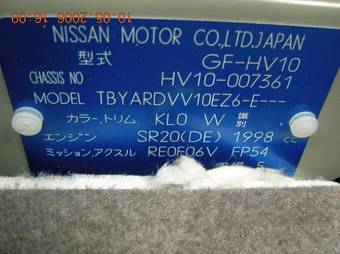 10.05.2006 16:09
NISSAN MOTOR CO.,LTD.JAPAN
型式 GF-HV10
CHASSIS NO HV10-007361
MODEL TBYARDVV10EZ6-E---
カラー,トリム KL0 W 識別
エンジン SR20(DE) 1998 cc
ミッション,アクスル RE0F06V FP54